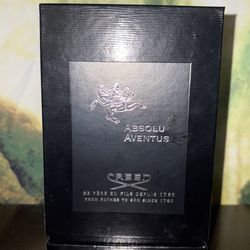 ABSOLU
AVENTUS
CREED
DE PÈRE EN FILS DEPUIS 1760
FROM FATHER TO SON SINCE 1760